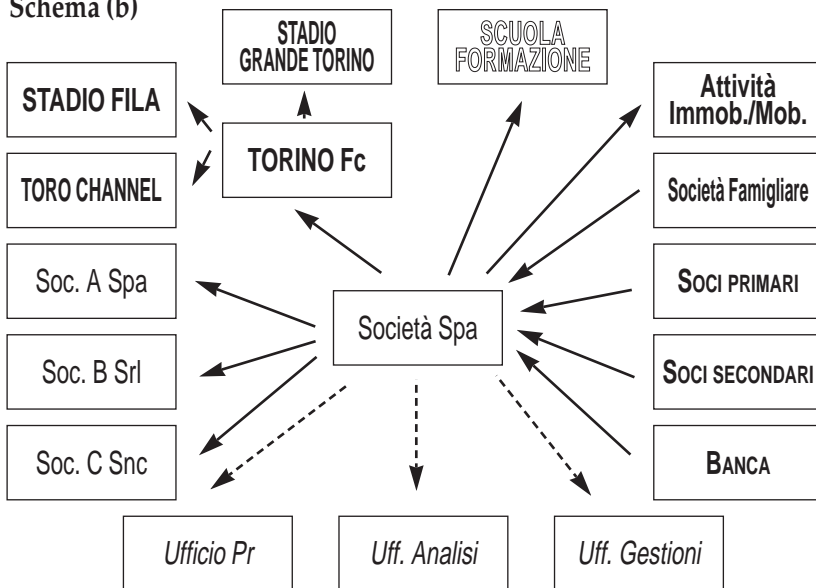 Schema (b)
STADIO
GRANDE TORINO
SCUOLA
FORMAZIONE
STADIO FILA
Attività
Immob./Mob.
TORINO Fc
TORO CHANNEL
Società Famigliare
Soc. A Spa
SOCI PRIMARI
Società Spa
Soc. B Srl
SOCI SECONDARI
Soc. C Snc
BANCA
Ufficio Pr
Uff. Analisi
Uff. Gestioni